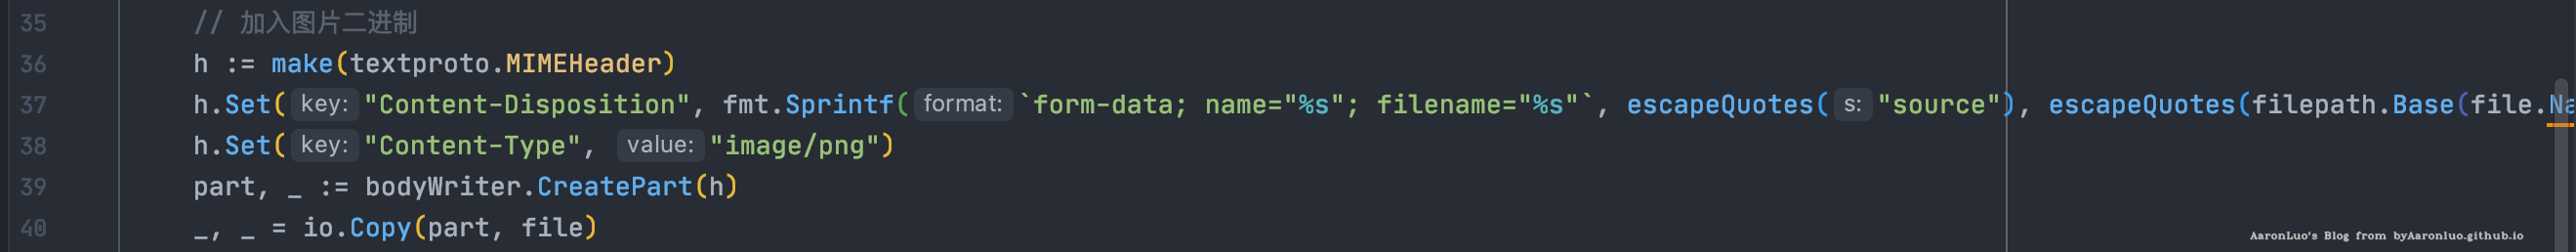 35 // 加入图片二进制
36 h := make(textproto.MIMEHeader)
37 h.Set( key: "Content-Disposition", fmt.Sprintf( format: `form-data; name="%s"; filename="%s"`, escapeQuotes( s: "source"), escapeQuotes(filepath.Base(file.Na
38 h.Set( key: "Content-Type", value: "image/png")
39 part, _ := bodyWriter.CreatePart(h)
40 _, _ = io.Copy(part, file)
AaronLuo's Blog from byAaronluo.github.io